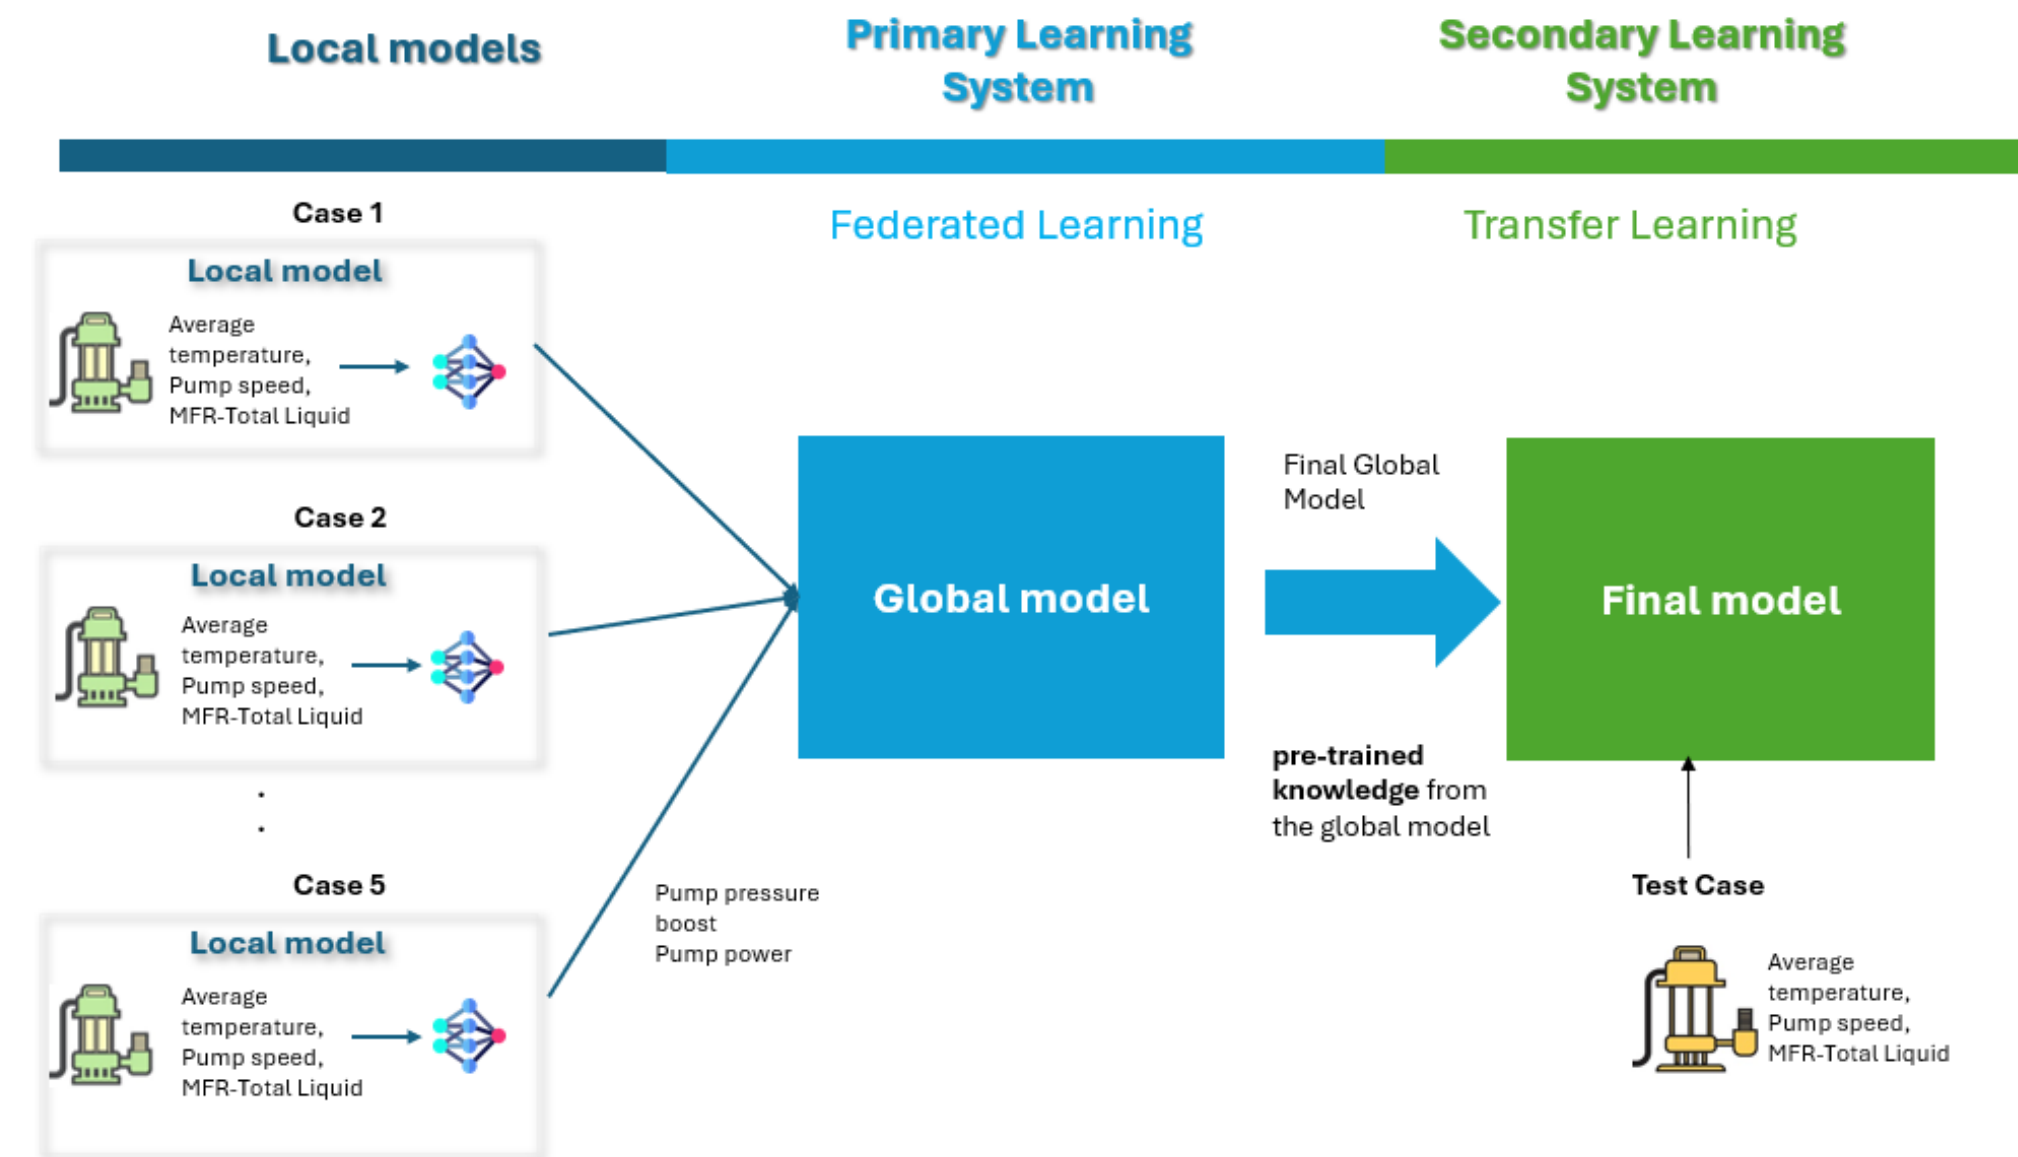 Local models
Primary Learning
System
Secondary Learning
System
Federated Learning
Transfer Learning
Case 1
Local model
Average
temperature,
Pump speed,
MFR-Total Liquid
Case 2
Local model
Average
temperature,
Pump speed,
MFR-Total Liquid
.
.
Case 5
Local model
Average
temperature,
Pump speed,
MFR-Total Liquid
Pump pressure
boost
Pump power
Global model
Final Global
Model
pre-trained
knowledge from
the global model
Final model
Test Case
Average
temperature,
Pump speed,
MFR-Total Liquid